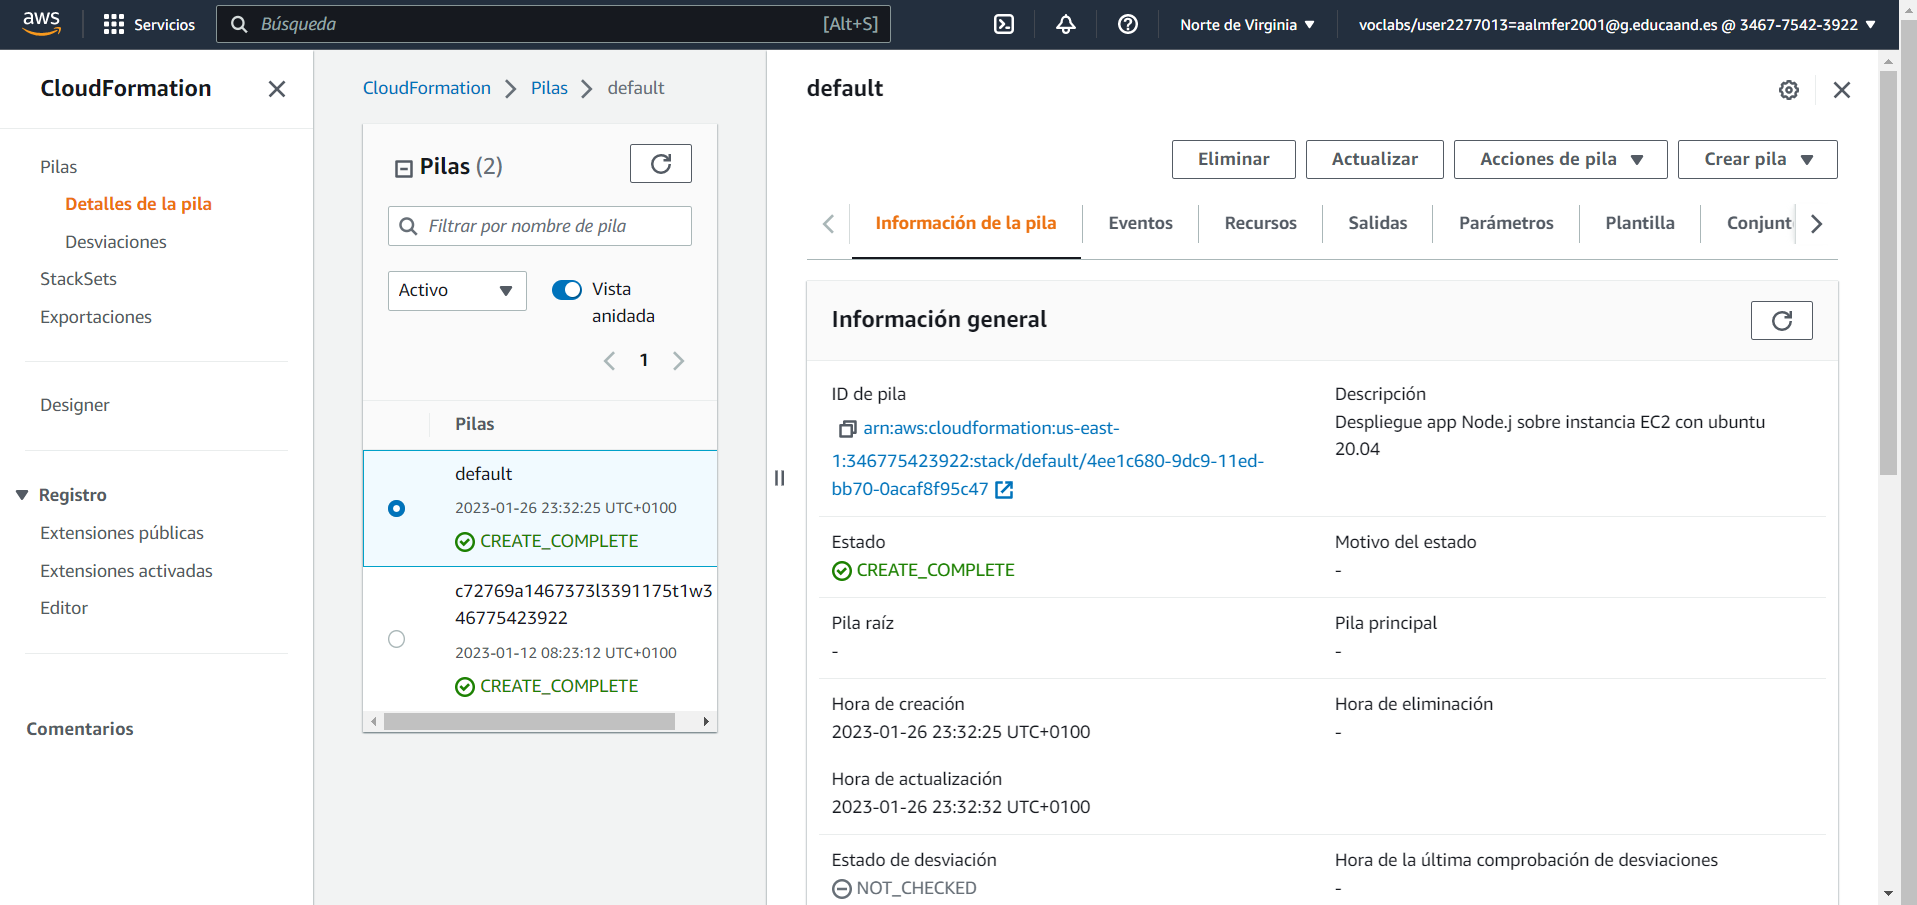 aws
Servicios
Búsqueda
[Alt+S]
Norte de Virginia
voclabs/user2277013=aalmfer2001@g.educaand.es @ 3467-7542-3922
CloudFormation
Pilas
Detalles de la pila
Desviaciones
StackSets
Exportaciones
Designer
Registro
Extensiones públicas
Extensiones activadas
Editor
Comentarios
CloudFormation
Pilas
default
Pilas (2)
Filtrar por nombre de pila
Activo
Vista
anidada
1
Pilas
default
2023-01-26 23:32:25 UTC+0100
CREATE_COMPLETE
c72769a1467373l3391175t1w3
46775423922
2023-01-12 08:23:12 UTC+0100
CREATE_COMPLETE
default
Eliminar
Actualizar
Acciones de pila
Crear pila
Información de la pila
Eventos
Recursos
Salidas
Parámetros
Plantilla
Conjunt
Información general
ID de pila
arn:aws:cloudformation:us-east-
1:346775423922:stack/default/4ee1c680-9dc9-11ed-
bb70-0acaf8f95c47
Descripción
Despliegue app Node.j sobre instancia EC2 con ubuntu
20.04
Estado
CREATE_COMPLETE
Motivo del estado
-
Pila raíz
-
Pila principal
-
Hora de creación
2023-01-26 23:32:25 UTC+0100
Hora de eliminación
-
Hora de actualización
2023-01-26 23:32:32 UTC+0100
Estado de desviación
NOT_CHECKED
Hora de la última comprobación de desviaciones
-